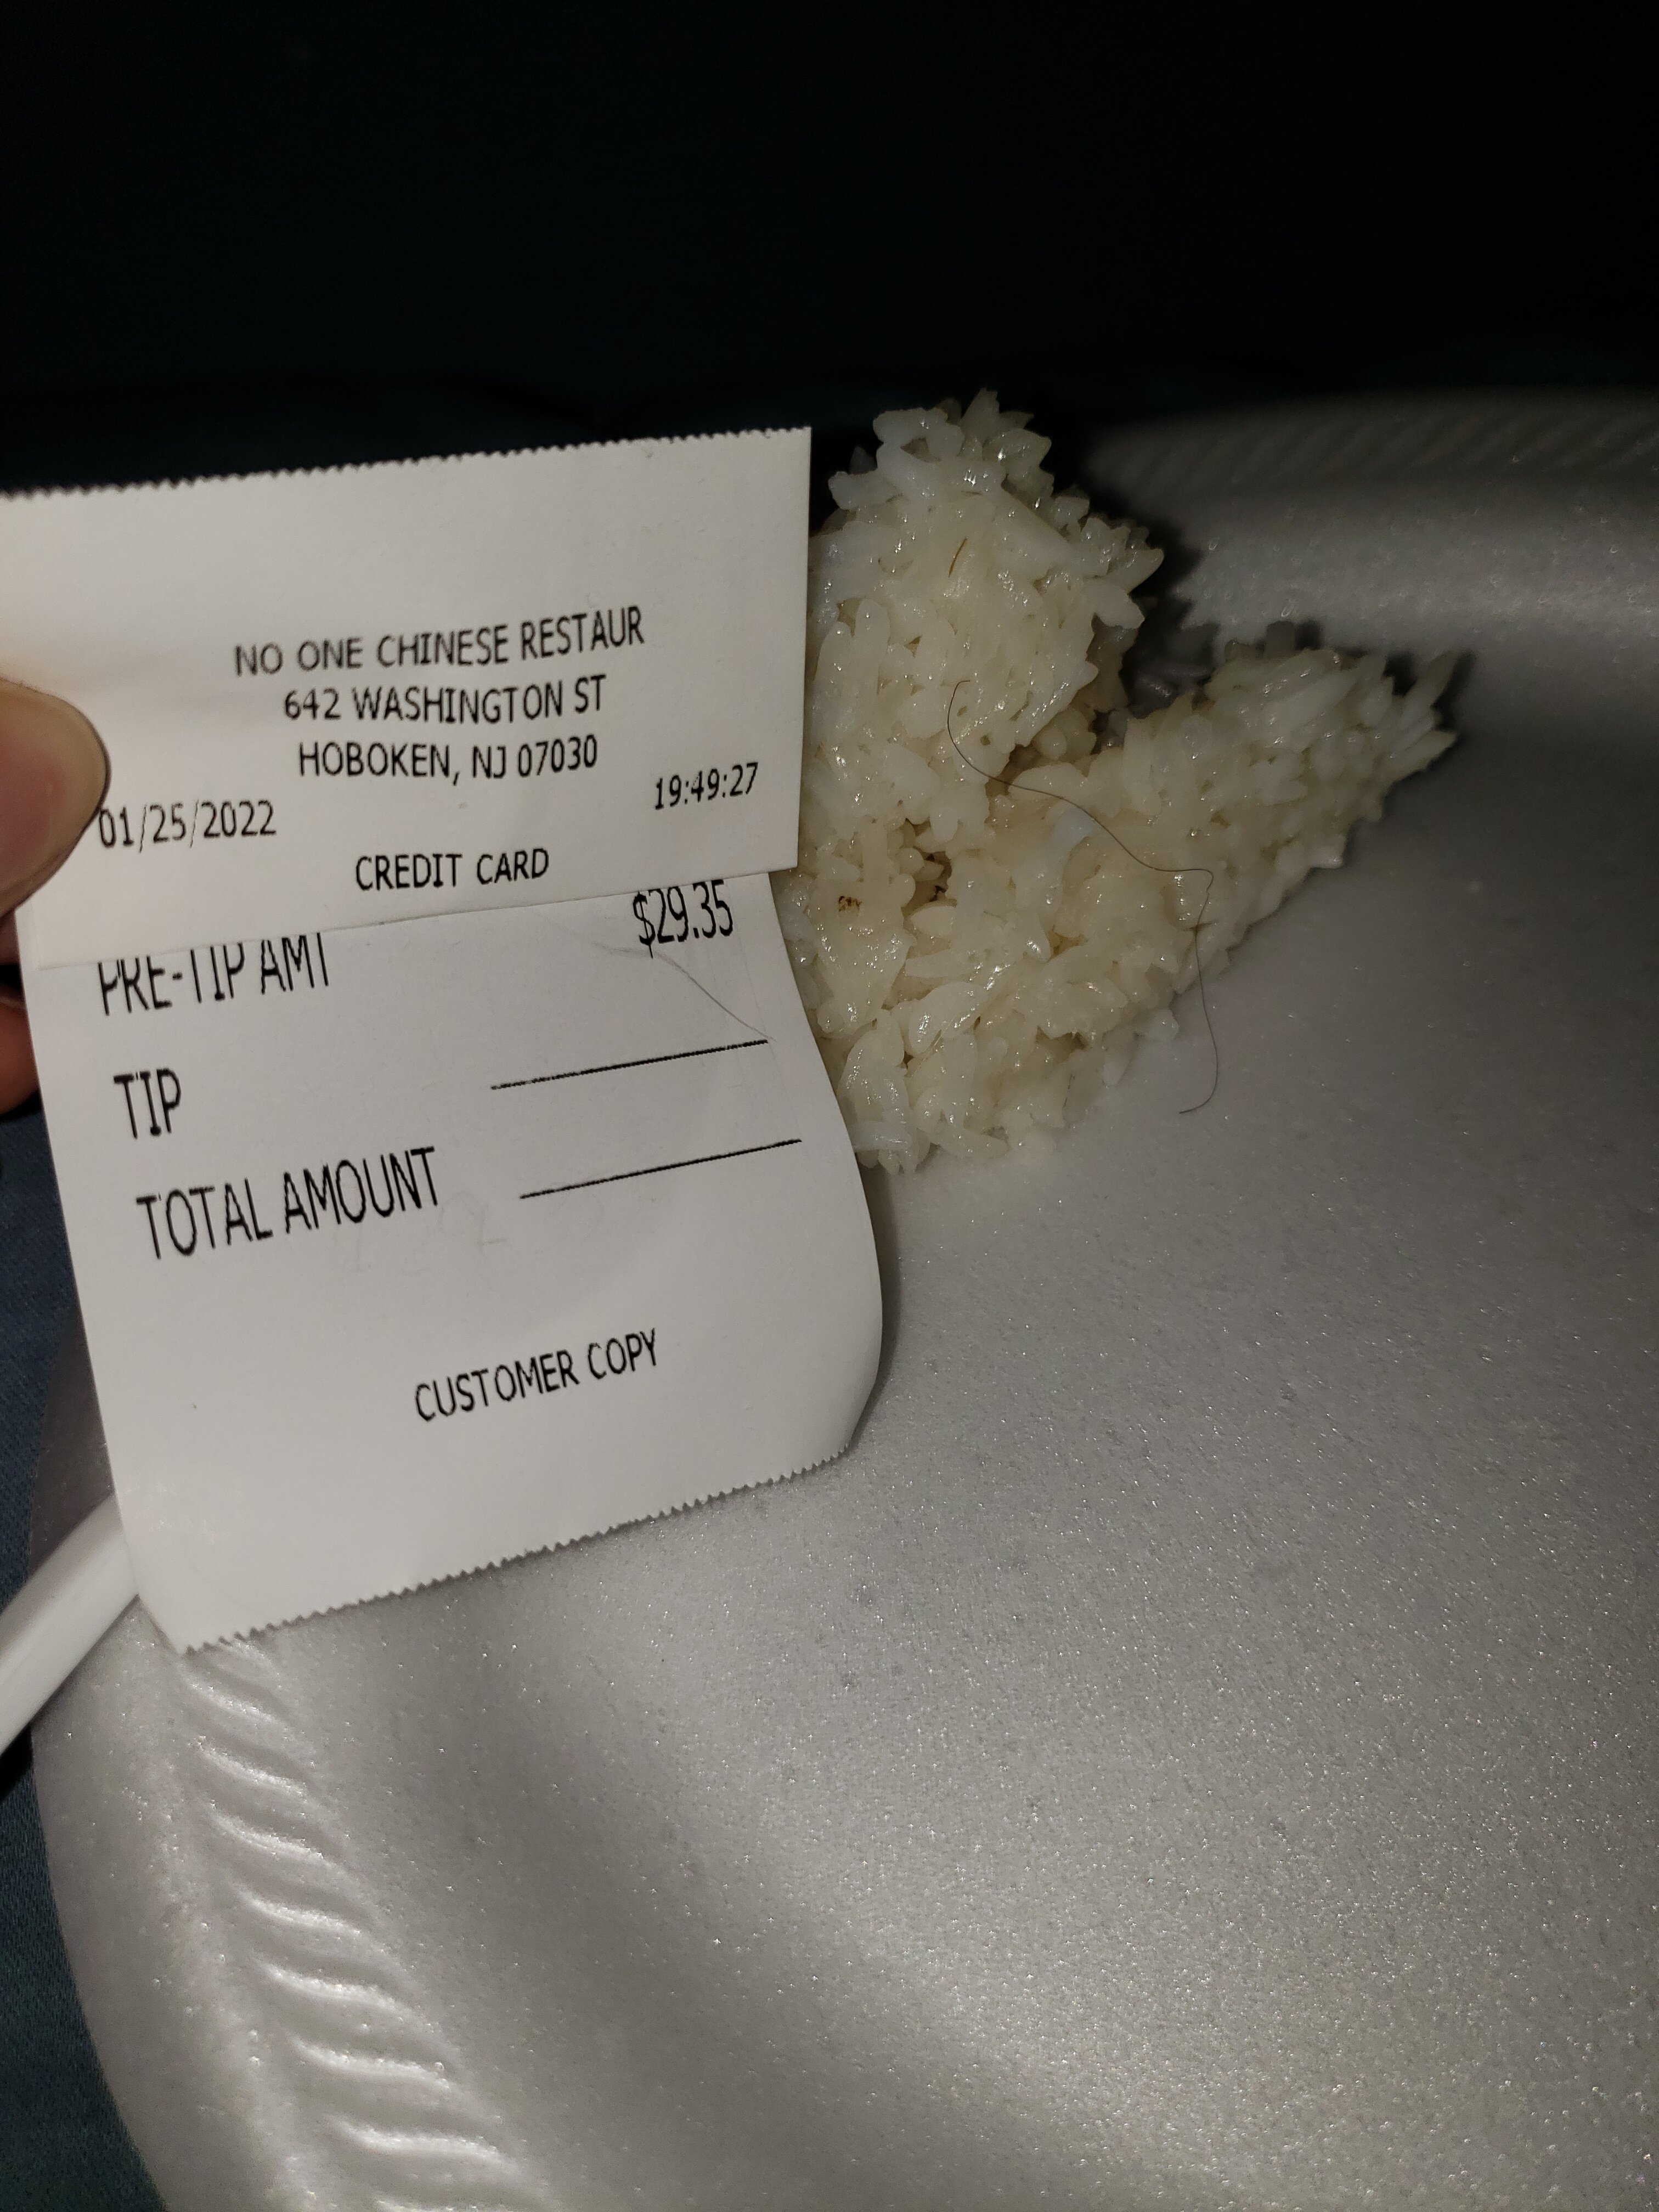 NO ONE CHINESE RESTAUR
642 WASHINGTON ST
HOBOKEN, NJ 07030
01/25/2022 19:49:27
CREDIT CARD
PRE-TIP AMT $29.35
TIP
TOTAL AMOUNT
CUSTOMER COPY